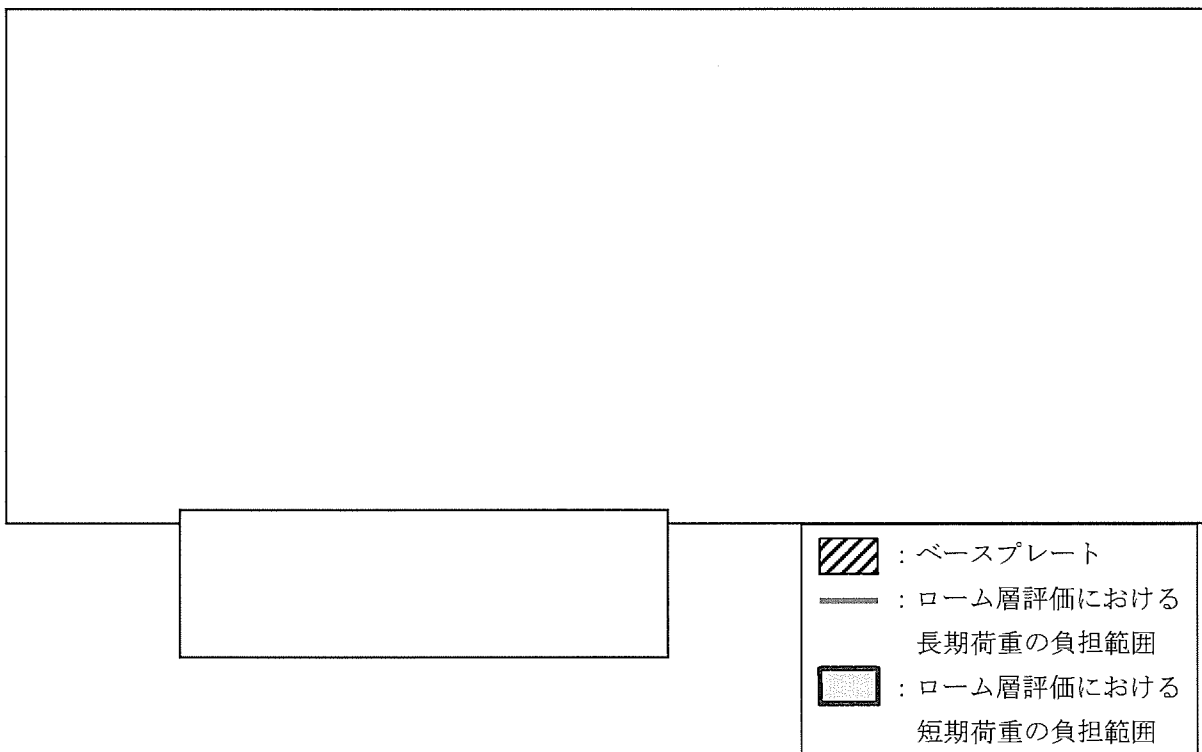 ：ベースプレート
：ローム層評価における
長期荷重の負担範囲
：ローム層評価における
短期荷重の負担範囲